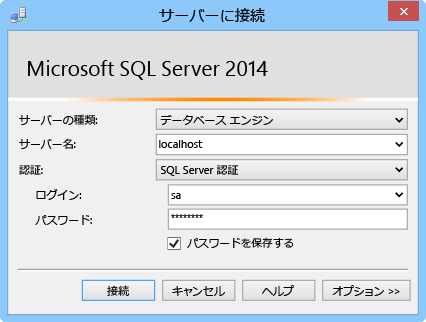 サーバーに接続
Microsoft SQL Server 2014
サーバーの種類: データベース エンジン
サーバー名: localhost
認証: SQL Server 認証
ログイン: sa
パスワード: ********
パスワードを保存する
接続 キャンセル ヘルプ オプション >>